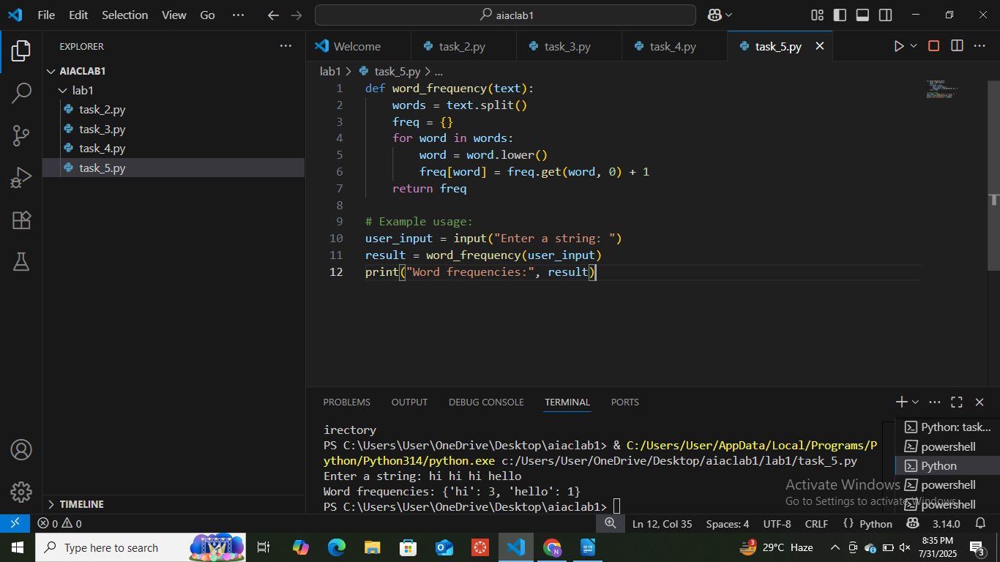 File Edit Selection View Go ··· aiaclab1
EXPLORER ···
Welcome task_2.py task_3.py task_4.py task_5.py
AIACLAB1
lab1
task_2.py
task_3.py
task_4.py
task_5.py
TIMELINE
lab1 > task_5.py > ...
1 def word_frequency(text):
2 words = text.split()
3 freq = {}
4 for word in words:
5 word = word.lower()
6 freq[word] = freq.get(word, 0) + 1
7 return freq
8
9 # Example usage:
10 user_input = input("Enter a string: ")
11 result = word_frequency(user_input)
12 print("Word frequencies:", result)
PROBLEMS OUTPUT DEBUG CONSOLE TERMINAL PORTS
irectory
PS C:\Users\User\OneDrive\Desktop\aiaclab1> & C:/Users/User/AppData/Local/Programs/P
ython/Python314/python.exe c:/Users/User/OneDrive/Desktop/aiaclab1/lab1/task_5.py
Enter a string: hi hi hi hello
Word frequencies: {'hi': 3, 'hello': 1}
PS C:\Users\User\OneDrive\Desktop\aiaclab1>
Python: task...
powershell
Python
powershell
powershell
Activate Windows
Go to Settings to activate Windows.
0 0 Ln 12, Col 35 Spaces: 4 UTF-8 CRLF {} Python 3.14.0
Type here to search 3 29°C Haze 8:35 PM
7/31/2025 3